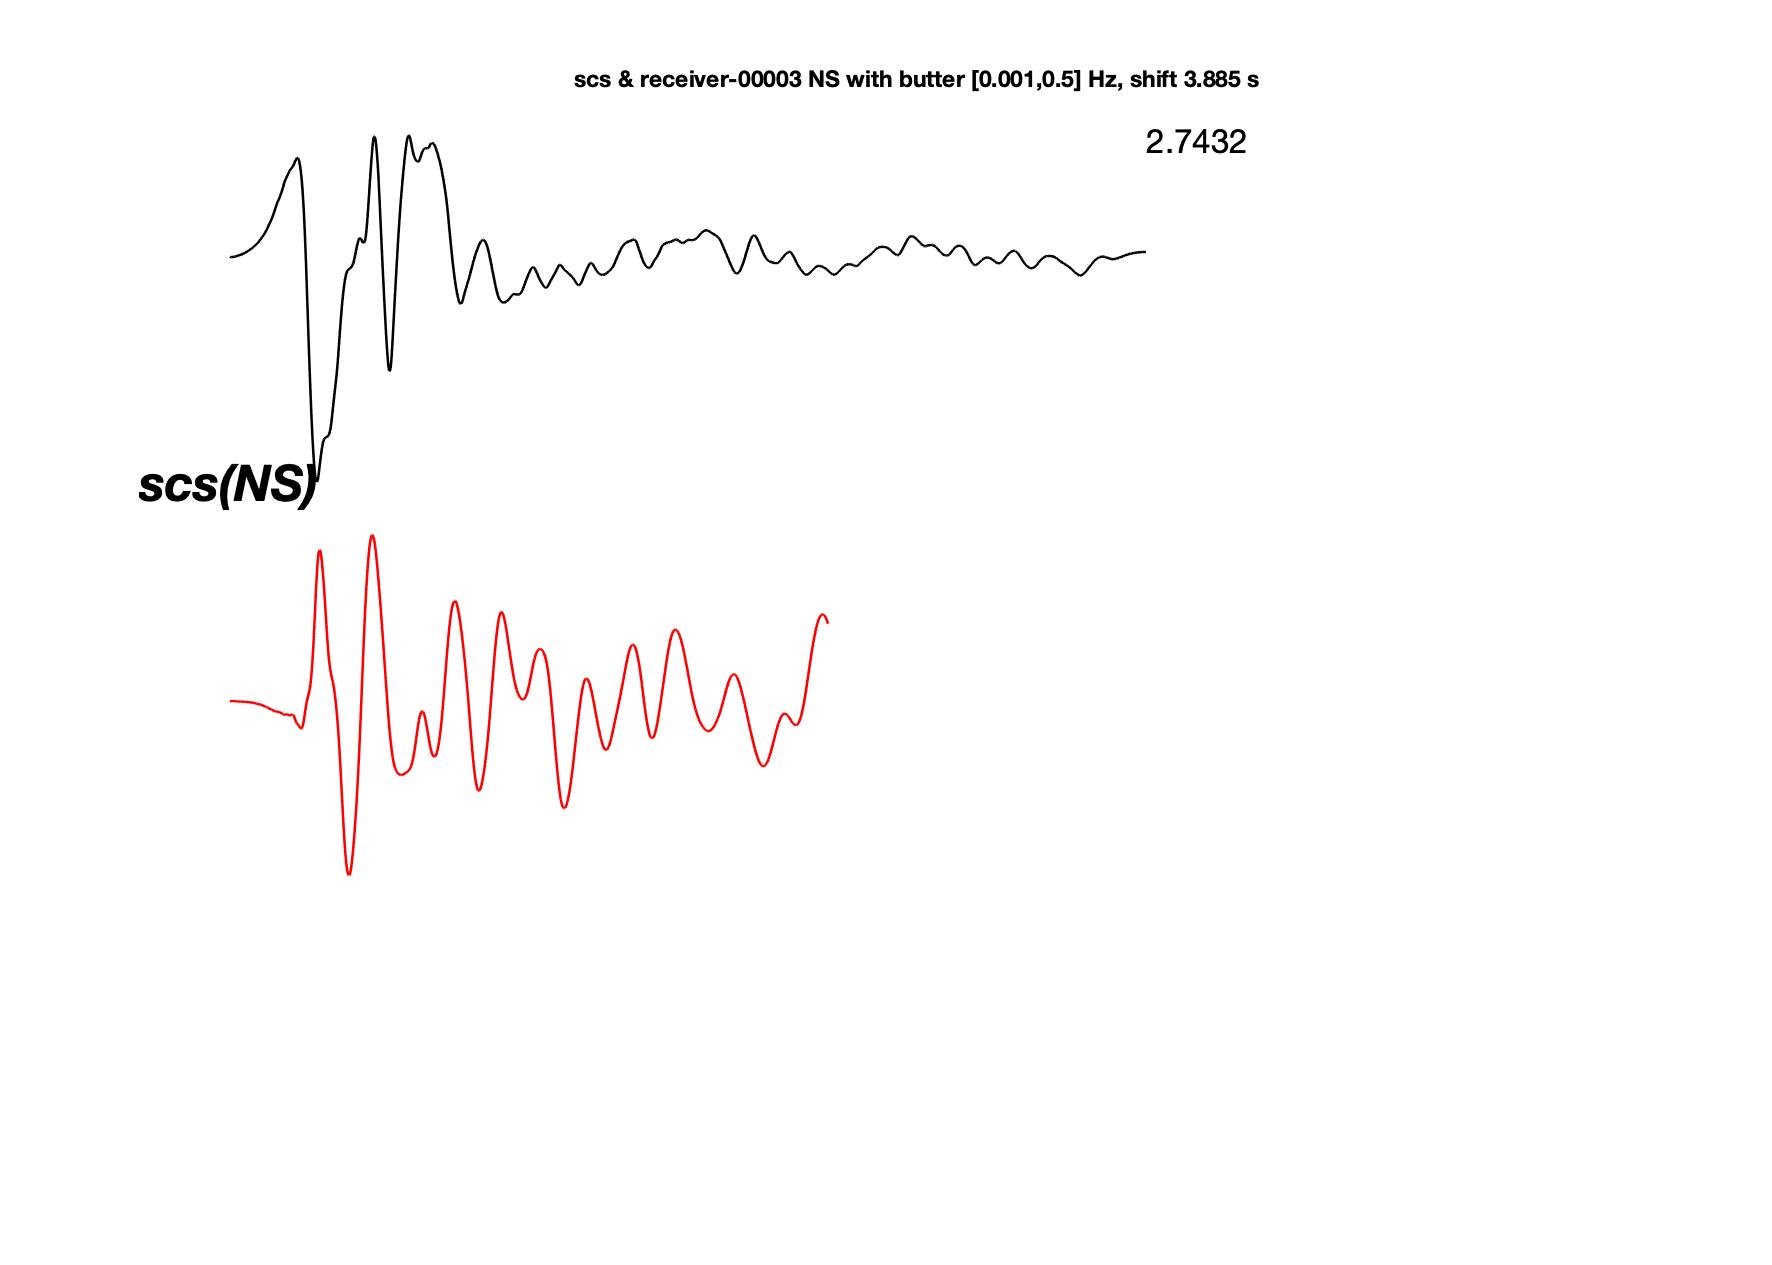 scs & receiver-00003 NS with butter [0.001,0.5] Hz, shift 3.885 s
2.7432
scs(NS)